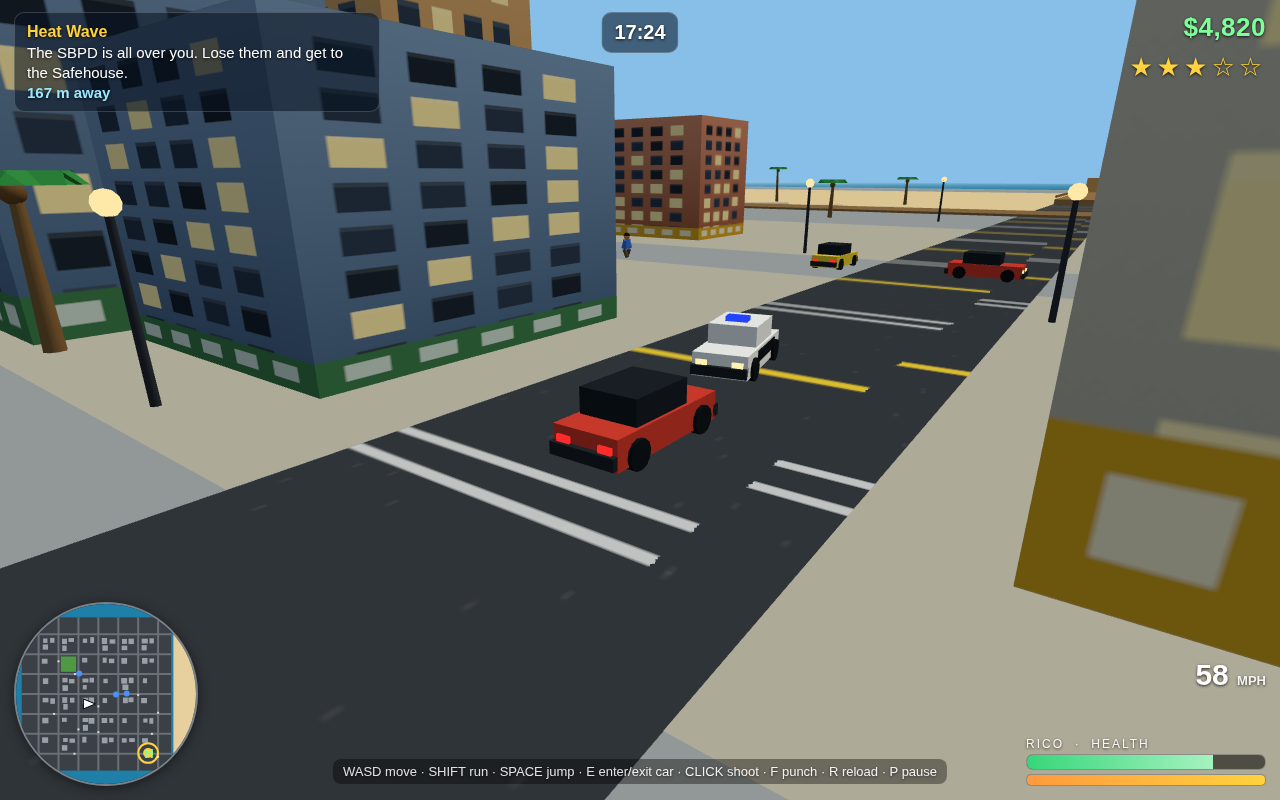 Heat Wave
The SBPD is all over you. Lose them and get to
the Safehouse.
167 m away
17:24
$4,820
58 MPH
RICO · HEALTH
WASD move · SHIFT run · SPACE jump · E enter/exit car · CLICK shoot · F punch · R reload · P pause